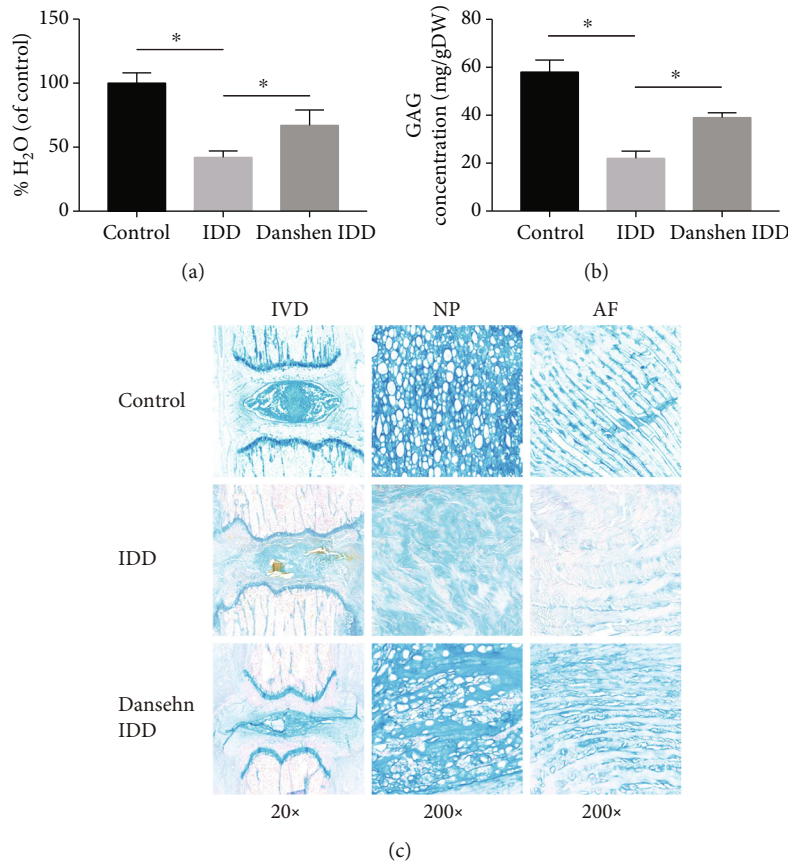 150
100
50
0
% H₂O (of control)
*
*
Control IDD Danshen IDD
(a)
80
60
40
20
0
GAG
concentration (mg/gDW)
*
*
Control IDD Danshen IDD
(b)
IVD NP AF
Control
IDD
Dansehn
IDD
20× 200× 200×
(c)